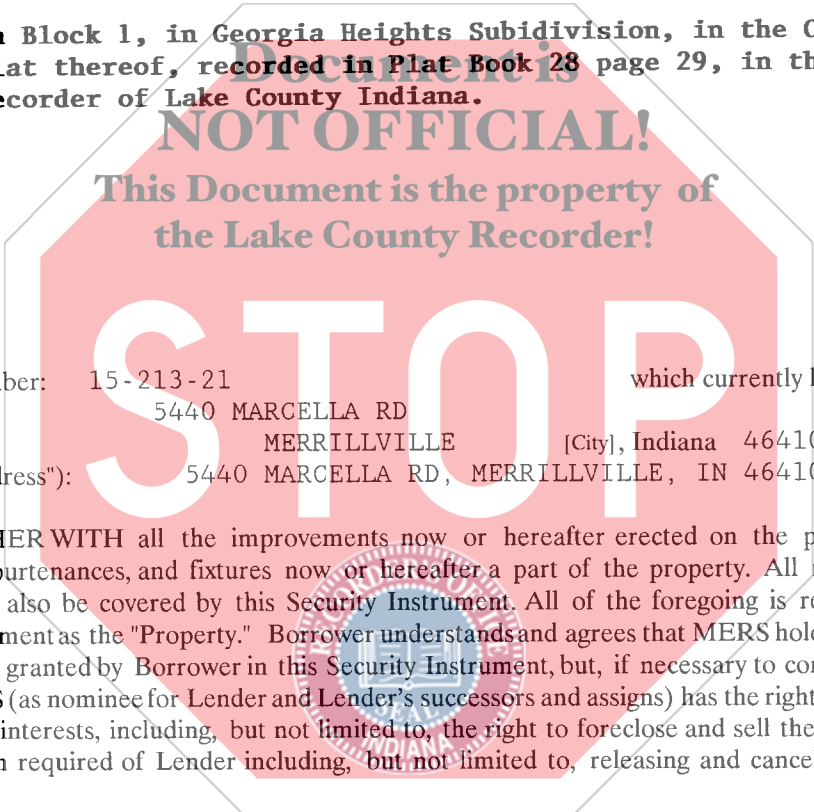 Block 1, in Georgia Heights Subidivision, in the
lat thereof, recorded in Plat Book 28 page 29, in th
ecorder of Lake County Indiana.
Document is
NOT OFFICIAL!
This Document is the property of
the Lake County Recorder!
STOP
ber: 15-213-21 which currently
5440 MARCELLA RD
MERRILLVILLE [City], Indiana 46410
ress"): 5440 MARCELLA RD, MERRILLVILLE, IN 46410
HER WITH all the improvements now or hereafter erected on the p
purtenances, and fixtures now or hereafter a part of the property. All
also be covered by this Security Instrument. All of the foregoing is re
ment as the "Property." Borrower understands and agrees that MERS hold
granted by Borrower in this Security Instrument, but, if necessary to co
S (as nominee for Lender and Lender's successors and assigns) has the right
interests, including, but not limited to, the right to foreclose and sell the
n required of Lender including, but not limited to, releasing and cancel
SEAL
INDIANA